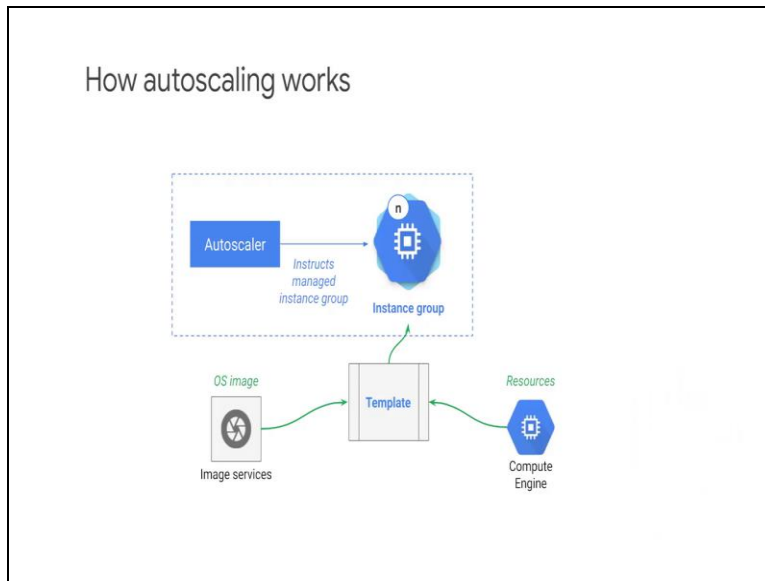 How autoscaling works
n
Autoscaler
Instructs
managed
instance group
Instance group
OS image
Template
Resources
Image services
Compute
Engine